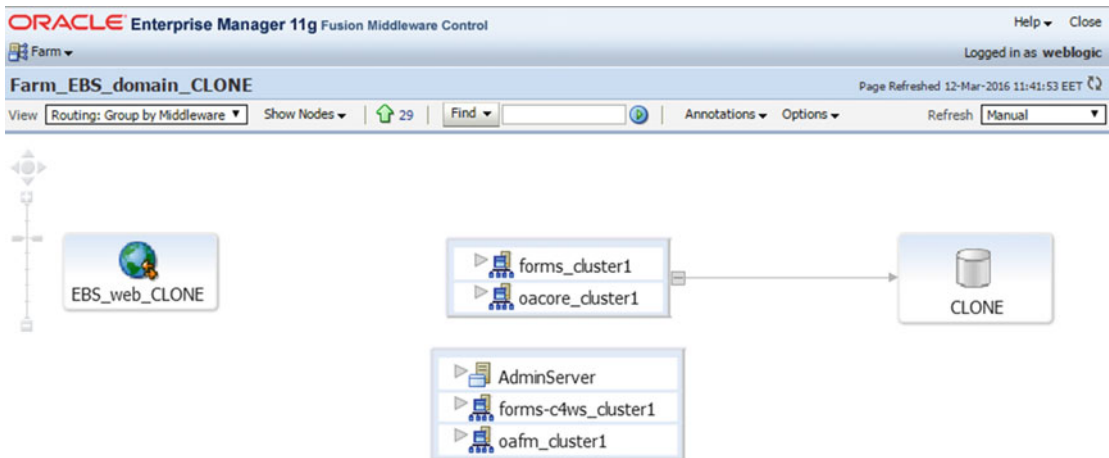 ORACLE Enterprise Manager 11g Fusion Middleware Control Help Close
Farm Logged in as weblogic
Farm_EBS_domain_CLONE Page Refreshed 12-Mar-2016 11:41:53 EET
View Routing: Group by Middleware Show Nodes 29 Find Annotations Options Refresh Manual
EBS_web_CLONE
forms_cluster1
oacore_cluster1
CLONE
AdminServer
forms-c4ws_cluster1
oafm_cluster1